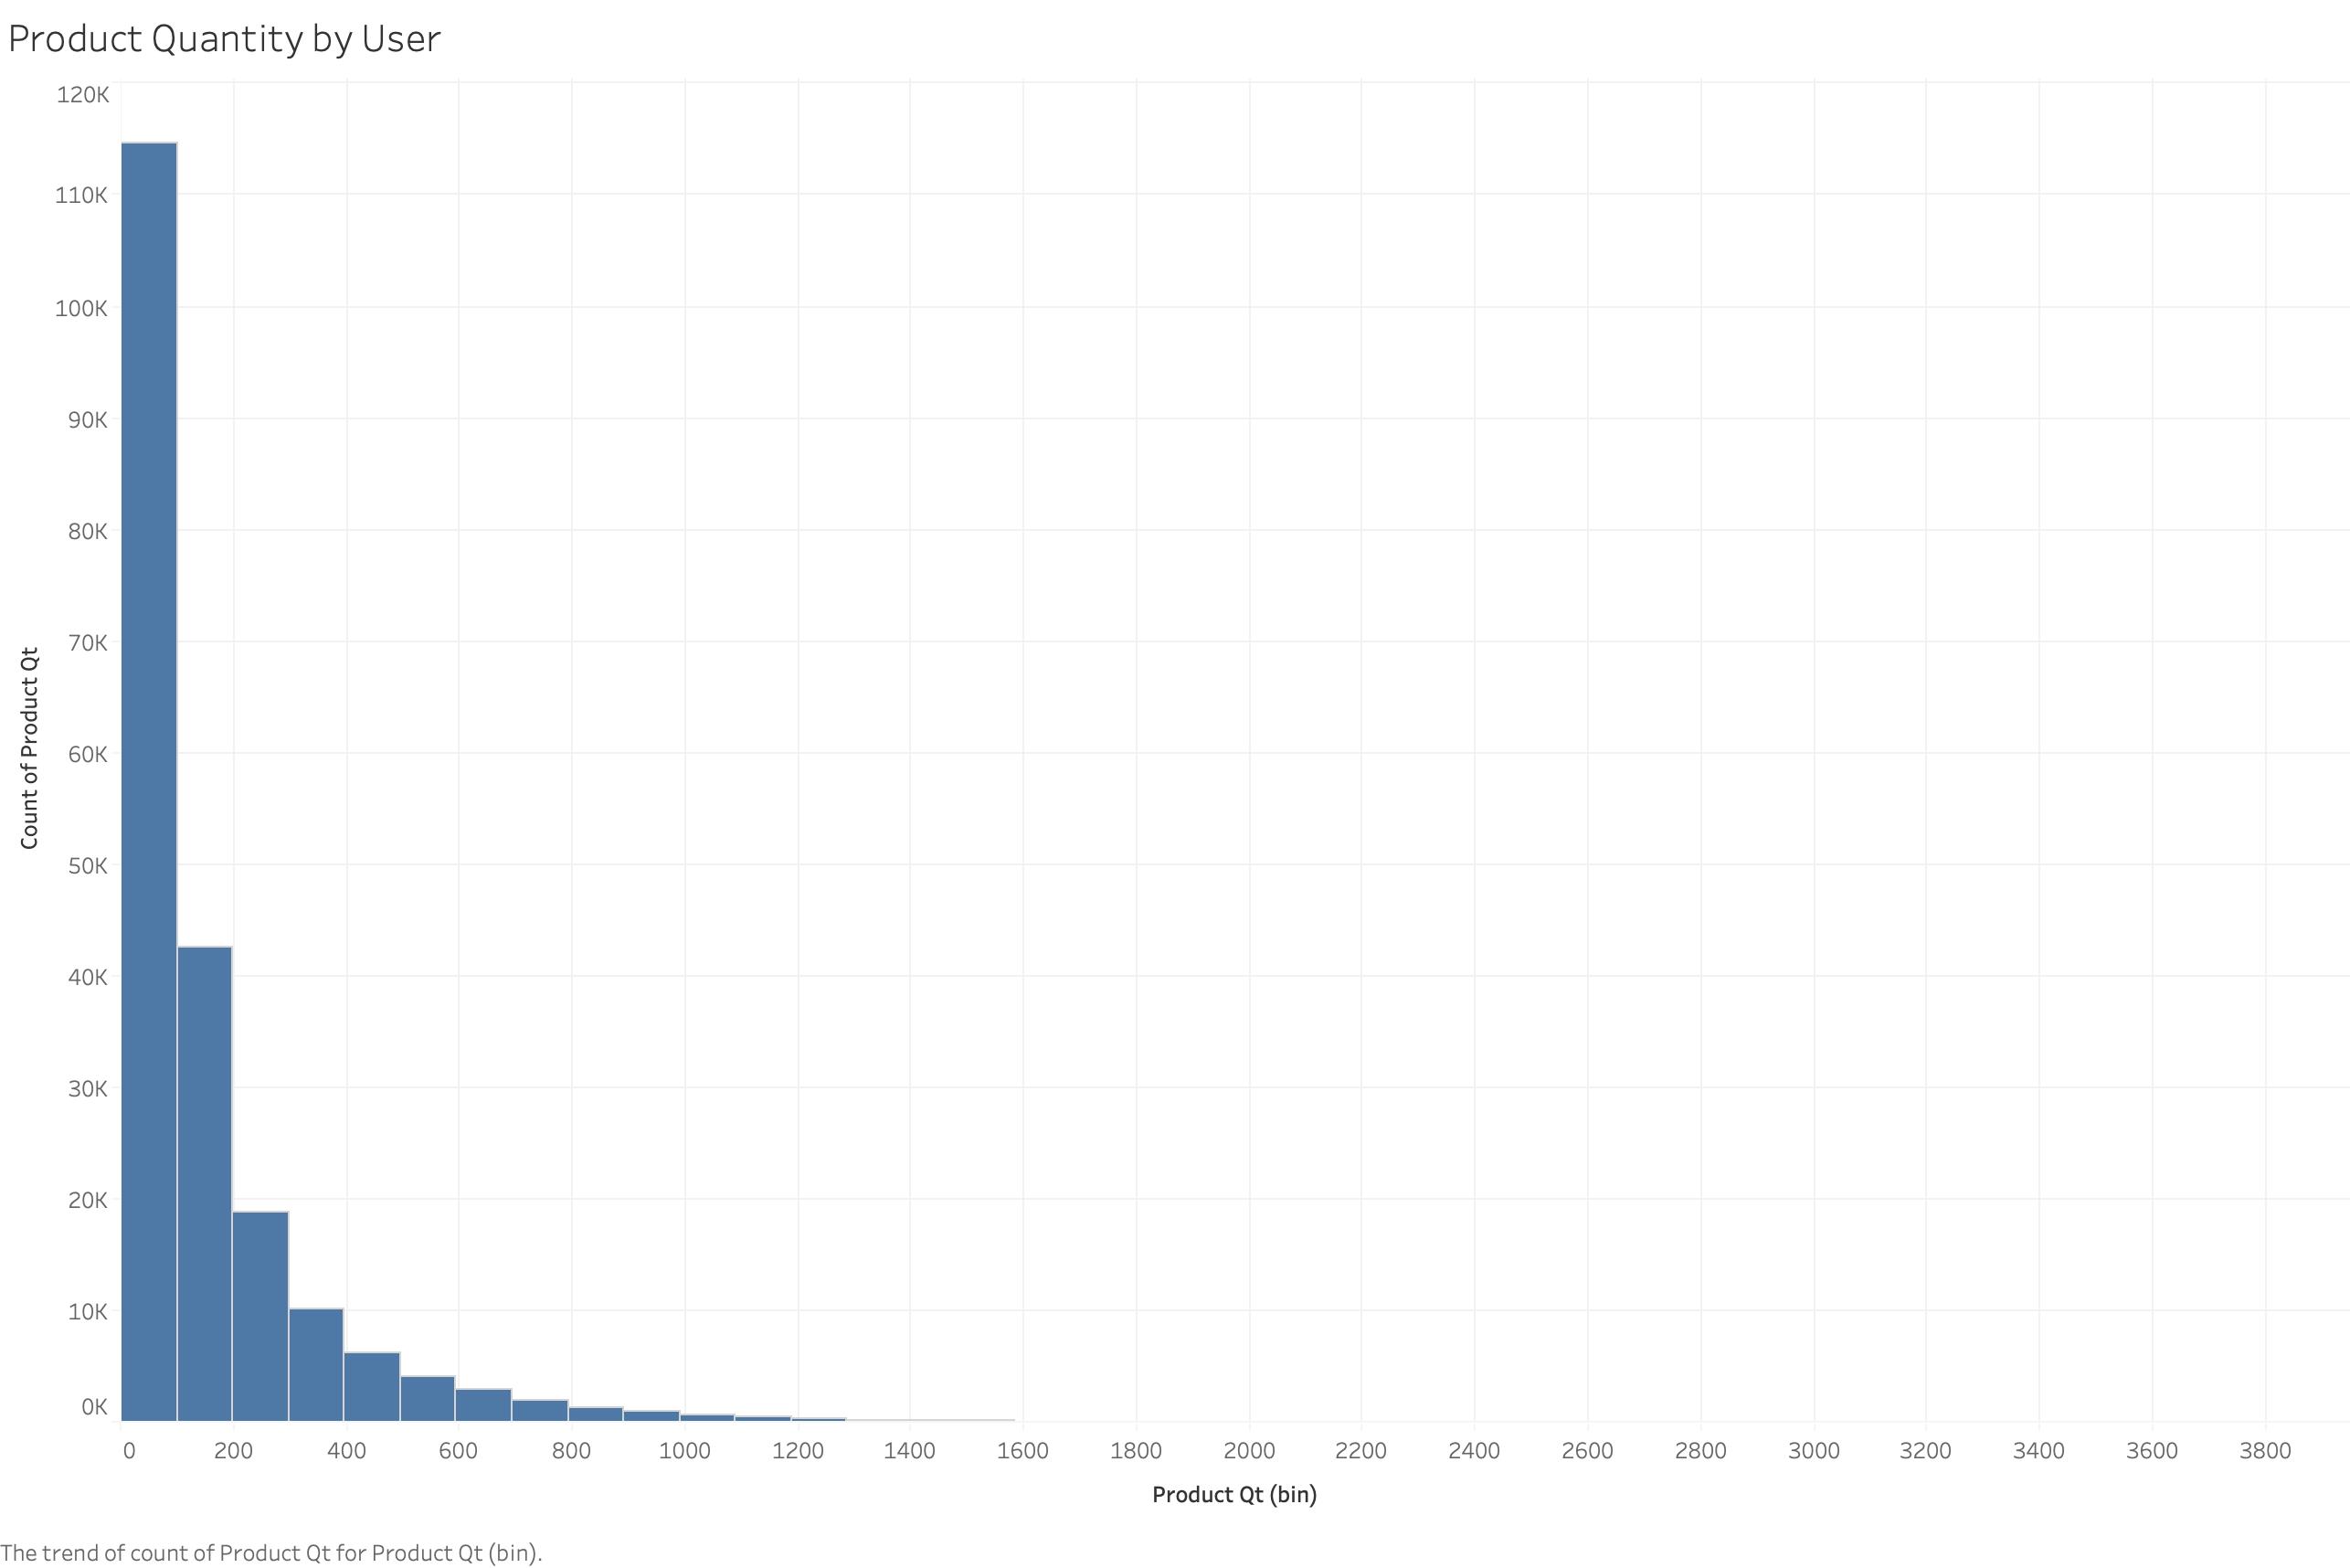 Product Quantity by User
120K
110K
100K
90K
80K
70K
60K
50K
40K
30K
20K
10K
0K
Count of Product Qt
0 200 400 600 800 1000 1200 1400 1600 1800 2000 2200 2400 2600 2800 3000 3200 3400 3600 3800
Product Qt (bin)
The trend of count of Product Qt for Product Qt (bin).